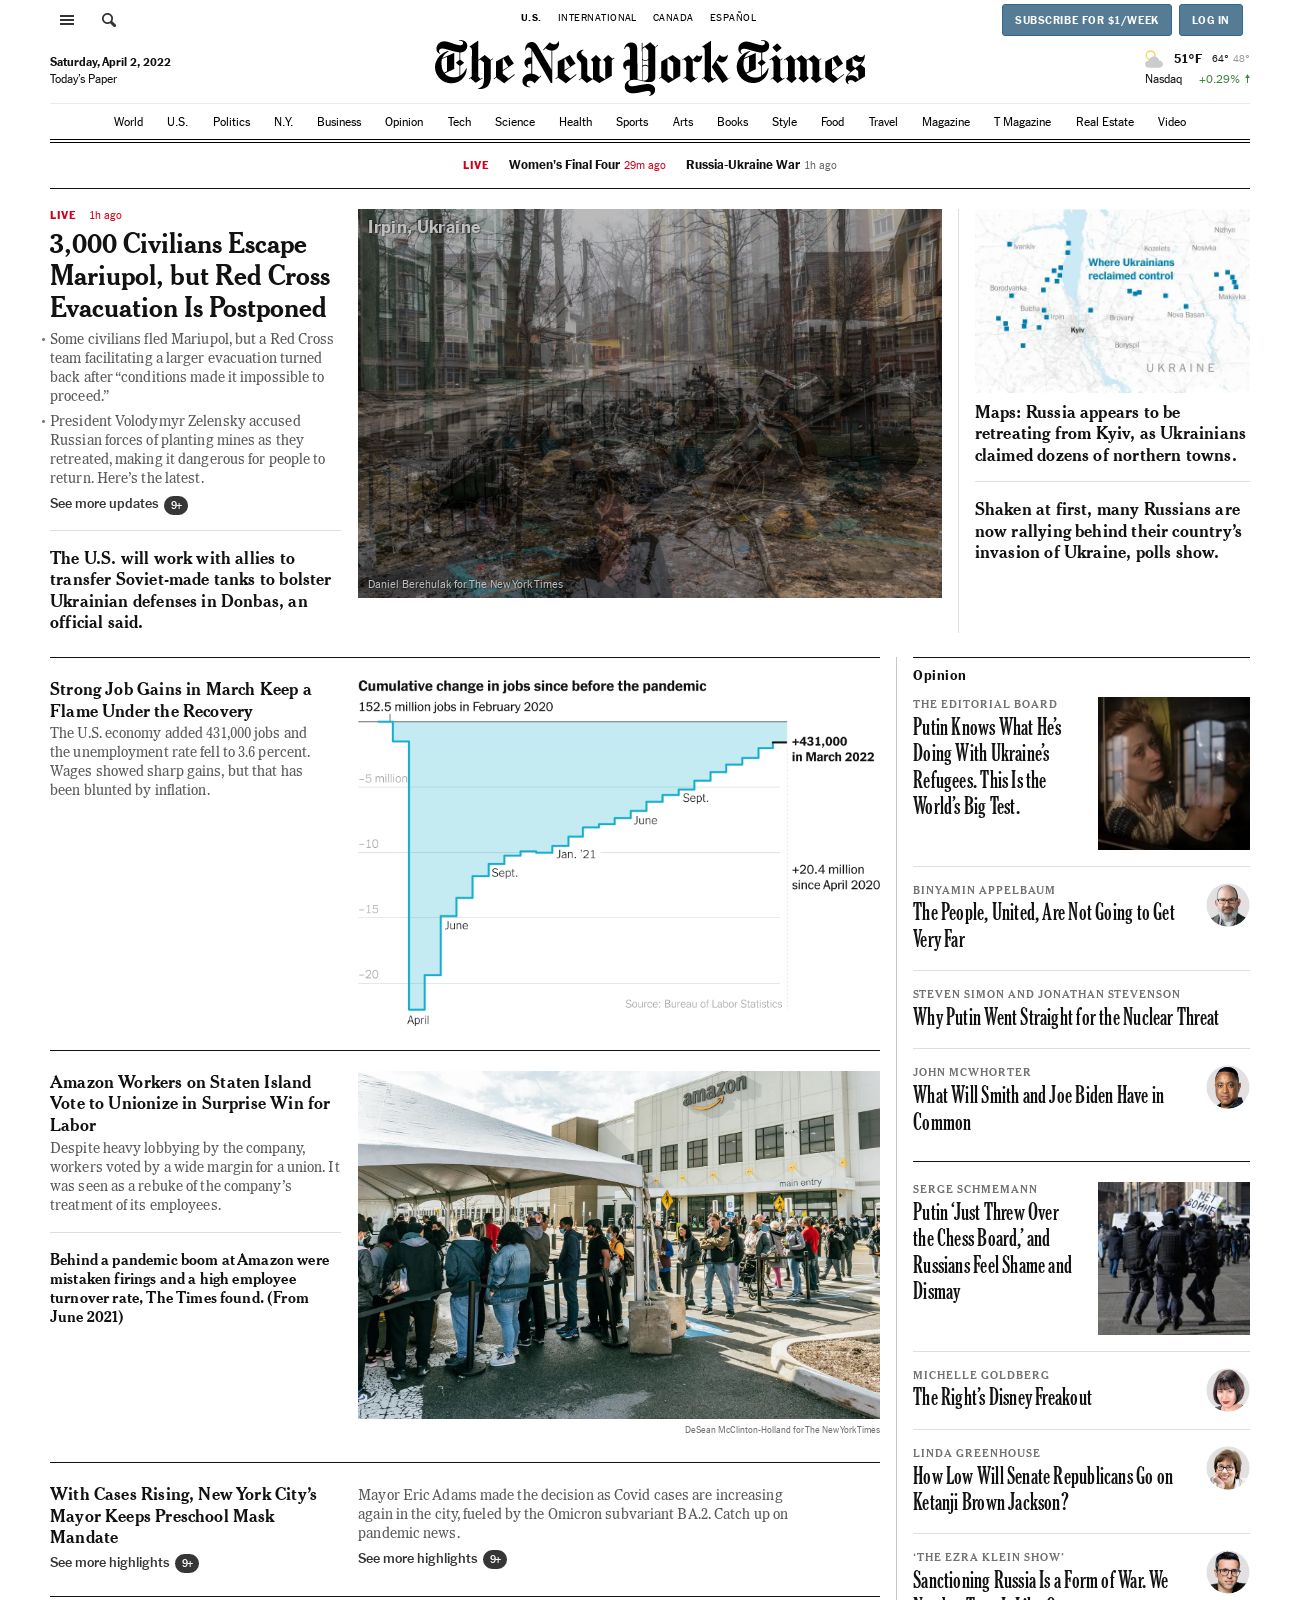 U.S. INTERNATIONAL CANADA ESPAÑOL
SUBSCRIBE FOR $1/WEEK
LOG IN
Saturday, April 2, 2022
Today's Paper
The New York Times
51°F 64° 48°
Nasdaq +0.29% ↑
World U.S. Politics N.Y. Business Opinion Tech Science Health Sports Arts Books Style Food Travel Magazine T Magazine Real Estate Video
LIVE Women's Final Four 29m ago Russia-Ukraine War 1h ago
LIVE 1h ago
3,000 Civilians Escape
Mariupol, but Red Cross
Evacuation Is Postponed
• Some civilians fled Mariupol, but a Red Cross
team facilitating a larger evacuation turned
back after “conditions made it impossible to
proceed.”
• President Volodymyr Zelensky accused
Russian forces of planting mines as they
retreated, making it dangerous for people to
return. Here’s the latest.
See more updates 9+
The U.S. will work with allies to
transfer Soviet-made tanks to bolster
Ukrainian defenses in Donbas, an
official said.
Irpin, Ukraine
Daniel Berehulak for The New York Times
Ivankiv
Kozelets
Nizhyn
Nosivka
Where Ukrainians
reclaimed control
Borodyanka
Makiivka
Bucha
Irpin
Brovary
Nova Basan
Kyiv
Boryspil
UKRAINE
Maps: Russia appears to be
retreating from Kyiv, as Ukrainians
claimed dozens of northern towns.
Shaken at first, many Russians are
now rallying behind their country’s
invasion of Ukraine, polls show.
Strong Job Gains in March Keep a
Flame Under the Recovery
The U.S. economy added 431,000 jobs and
the unemployment rate fell to 3.6 percent.
Wages showed sharp gains, but that has
been blunted by inflation.
Cumulative change in jobs since before the pandemic
152.5 million jobs in February 2020
+431,000
in March 2022
–5 million
Sept.
June
–10
Jan. ’21
Sept.
+20.4 million
since April 2020
–15
June
–20
Source: Bureau of Labor Statistics
April
Amazon Workers on Staten Island
Vote to Unionize in Surprise Win for
Labor
Despite heavy lobbying by the company,
workers voted by a wide margin for a union. It
was seen as a rebuke of the company’s
treatment of its employees.
Behind a pandemic boom at Amazon were
mistaken firings and a high employee
turnover rate, The Times found. (From
June 2021)
amazon
main entry
DeSean McClinton-Holland for The New York Times
With Cases Rising, New York City’s
Mayor Keeps Preschool Mask
Mandate
See more highlights 9+
Mayor Eric Adams made the decision as Covid cases are increasing
again in the city, fueled by the Omicron subvariant BA.2. Catch up on
pandemic news.
See more highlights 9+
Opinion
THE EDITORIAL BOARD
Putin Knows What He’s
Doing With Ukraine’s
Refugees. This Is the
World’s Big Test.
BINYAMIN APPELBAUM
The People, United, Are Not Going to Get
Very Far
STEVEN SIMON AND JONATHAN STEVENSON
Why Putin Went Straight for the Nuclear Threat
JOHN MCWHORTER
What Will Smith and Joe Biden Have in
Common
SERGE SCHMEMANN
Putin ‘Just Threw Over
the Chess Board,’ and
Russians Feel Shame and
Dismay
НЕТ
ВОЙНЕ
MICHELLE GOLDBERG
The Right’s Disney Freakout
LINDA GREENHOUSE
How Low Will Senate Republicans Go on
Ketanji Brown Jackson?
‘THE EZRA KLEIN SHOW’
Sanctioning Russia Is a Form of War. We